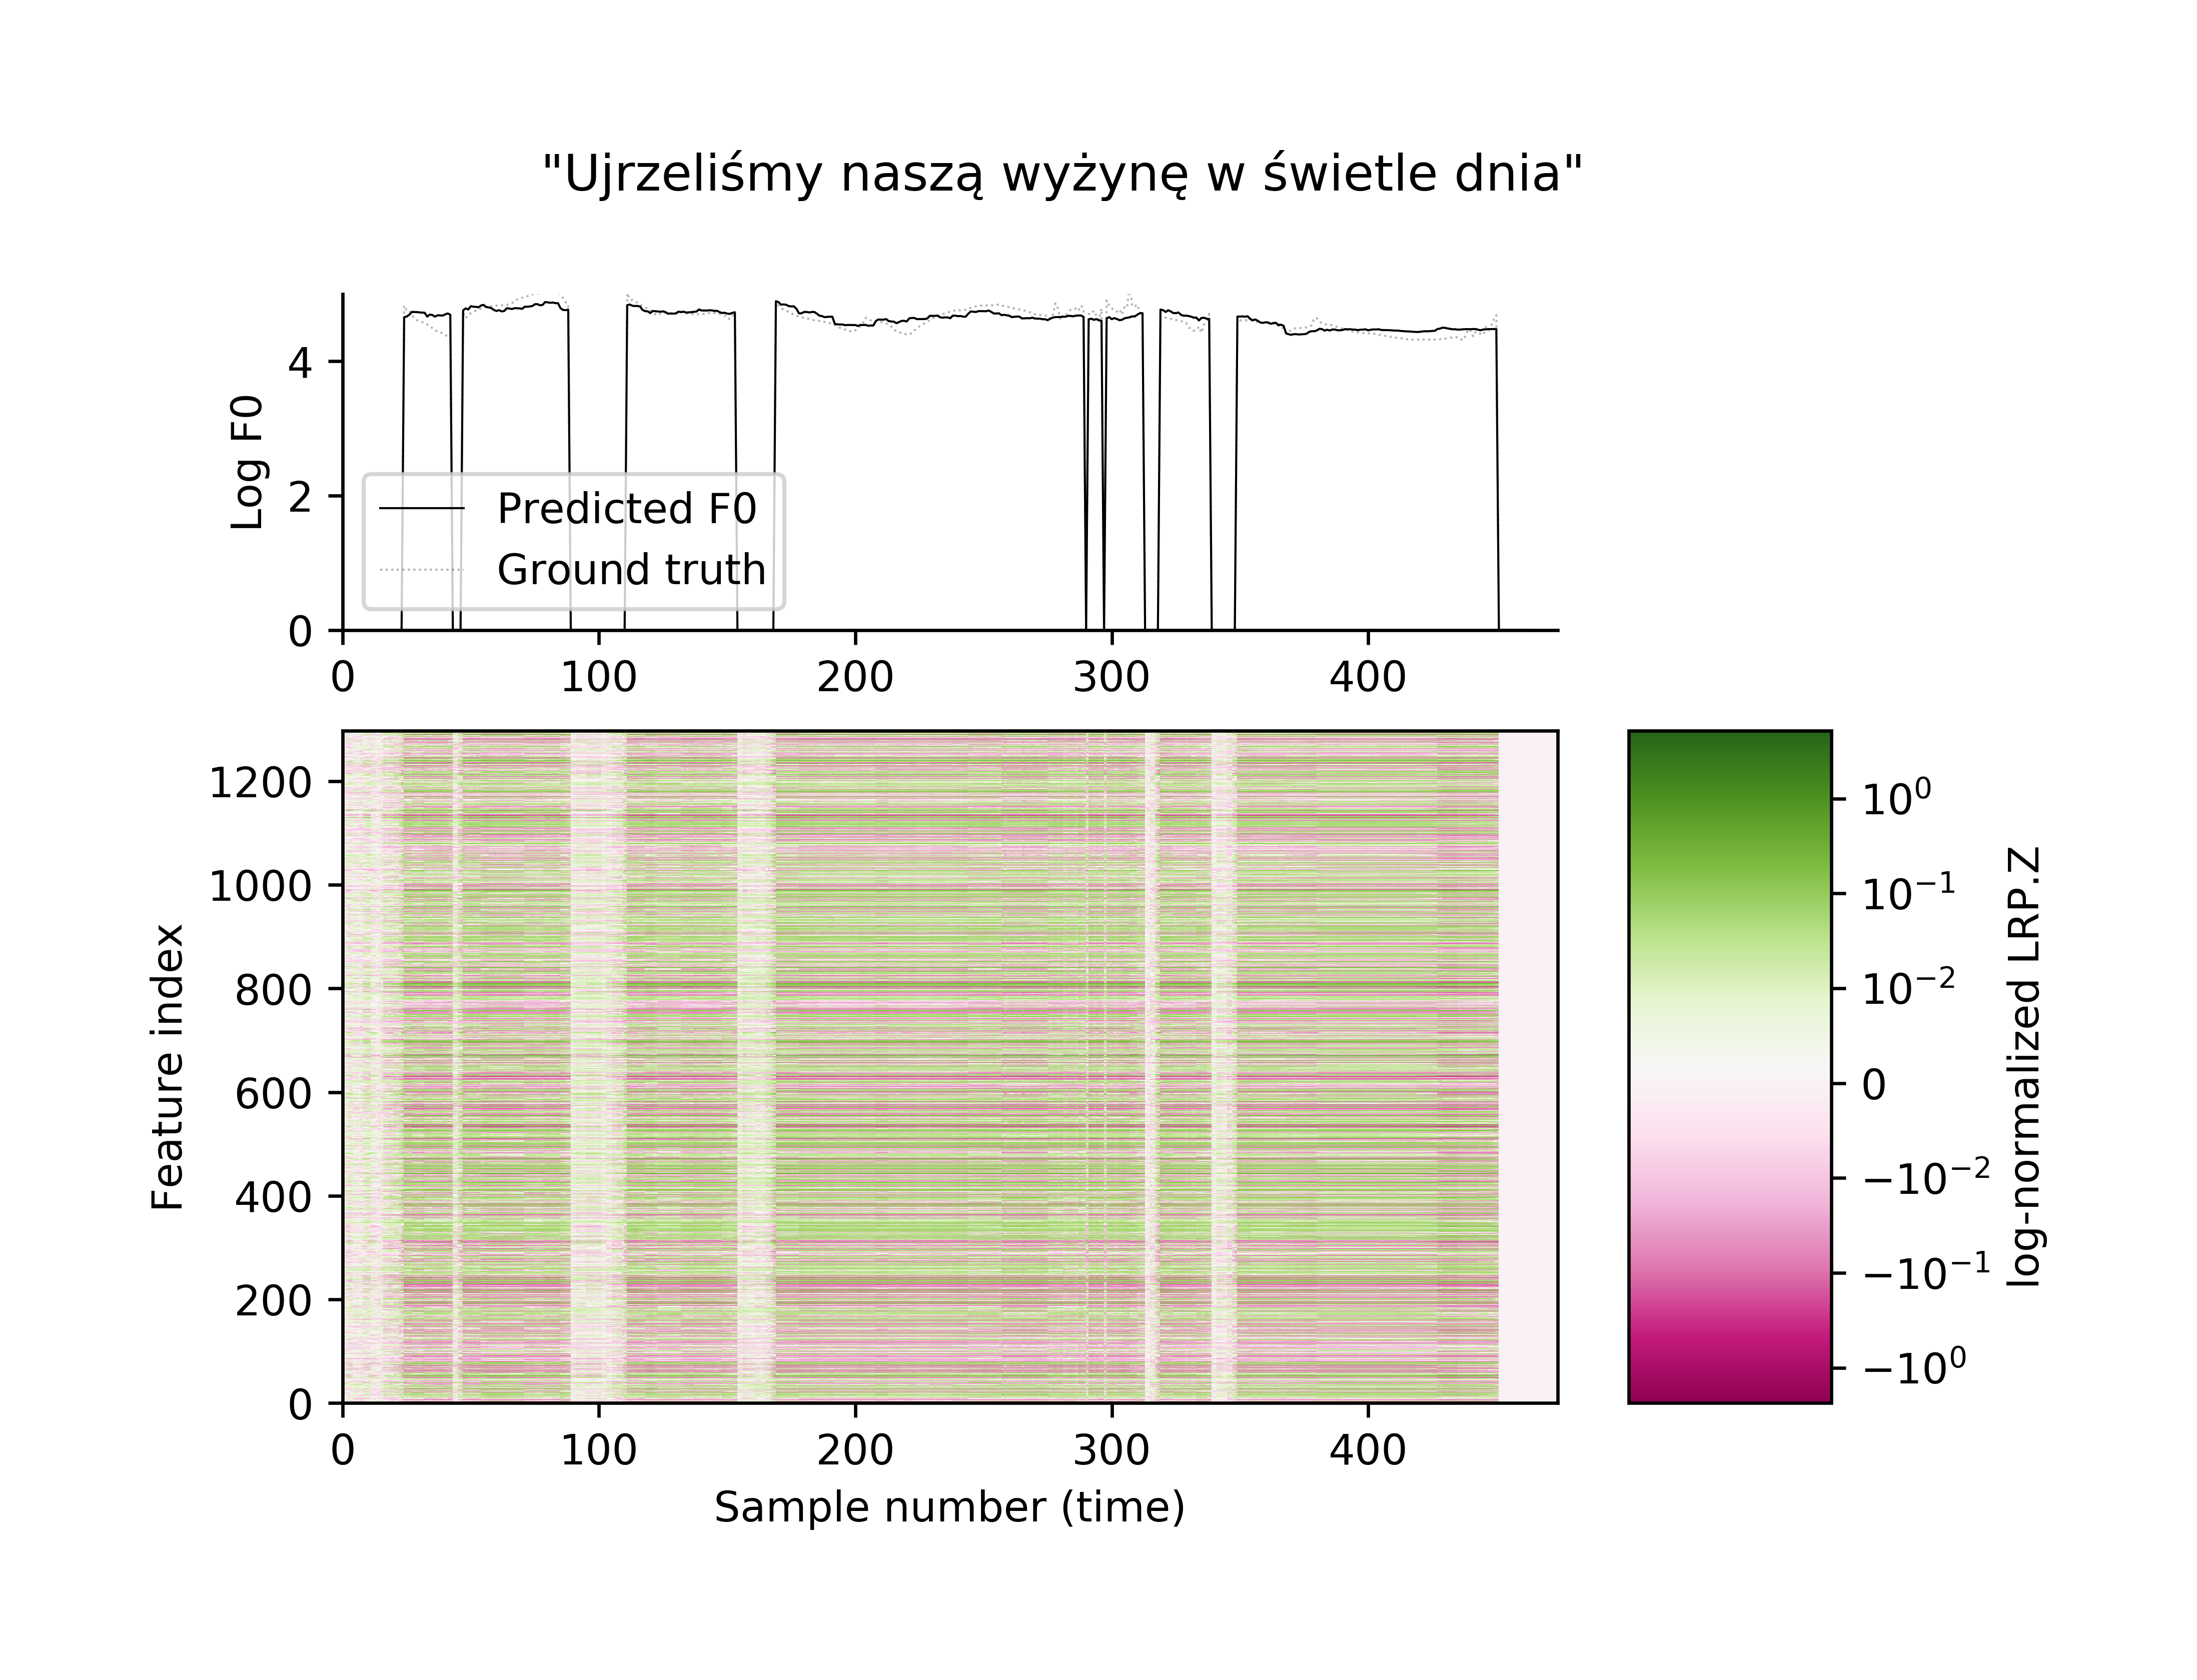 "Ujrzeliśmy naszą wyżynę w świetle dnia"
Log F0
4
2
0
Predicted F0
Ground truth
0 100 200 300 400
Feature index
1200
1000
800
600
400
200
0
0 100 200 300 400
Sample number (time)
10⁰
10⁻¹
10⁻²
0
−10⁻²
−10⁻¹
−10⁰
log-normalized LRP.Z